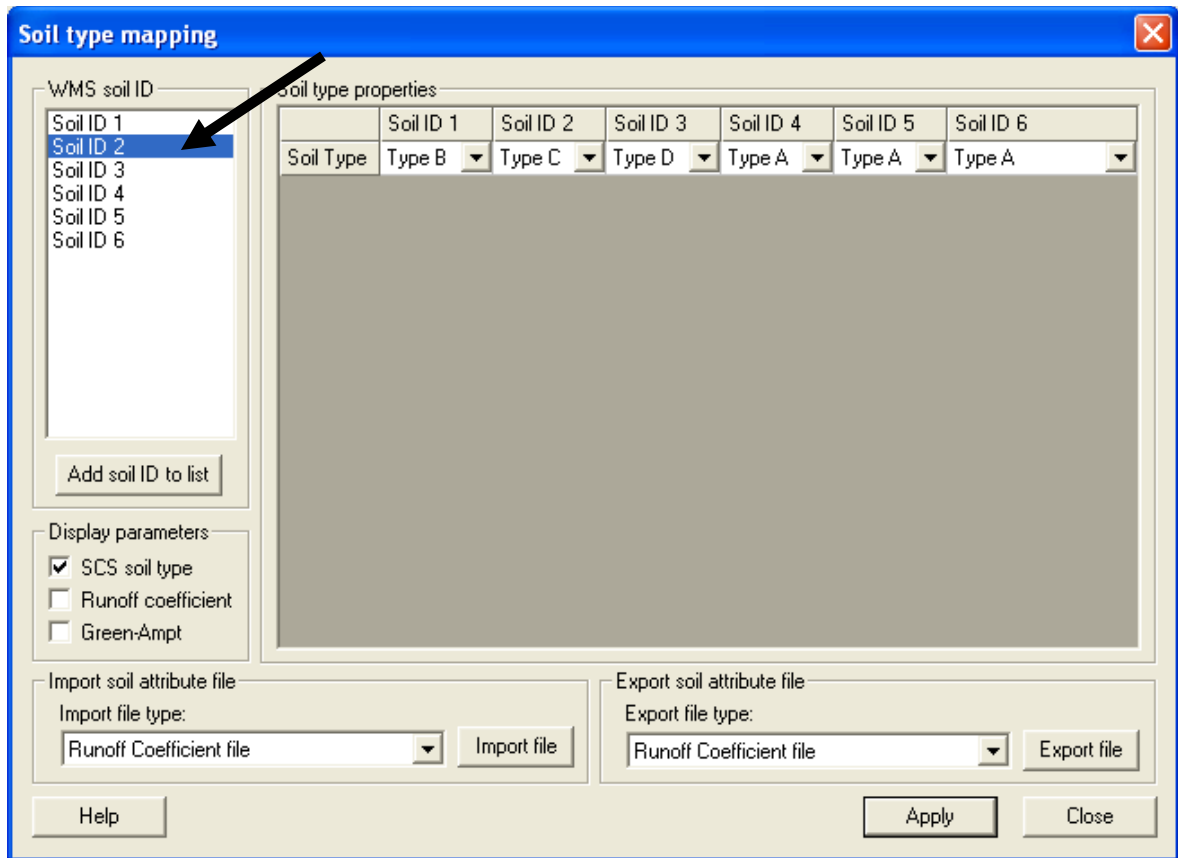 Soil type mapping
WMS soil ID
Soil ID 1
Soil ID 2
Soil ID 3
Soil ID 4
Soil ID 5
Soil ID 6
Add soil ID to list
Soil type properties
Soil ID 1 Soil ID 2 Soil ID 3 Soil ID 4 Soil ID 5 Soil ID 6
Soil Type Type B Type C Type D Type A Type A Type A
Display parameters
SCS soil type
Runoff coefficient
Green-Ampt
Import soil attribute file
Import file type:
Runoff Coefficient file Import file
Export soil attribute file
Export file type:
Runoff Coefficient file Export file
Help Apply Close